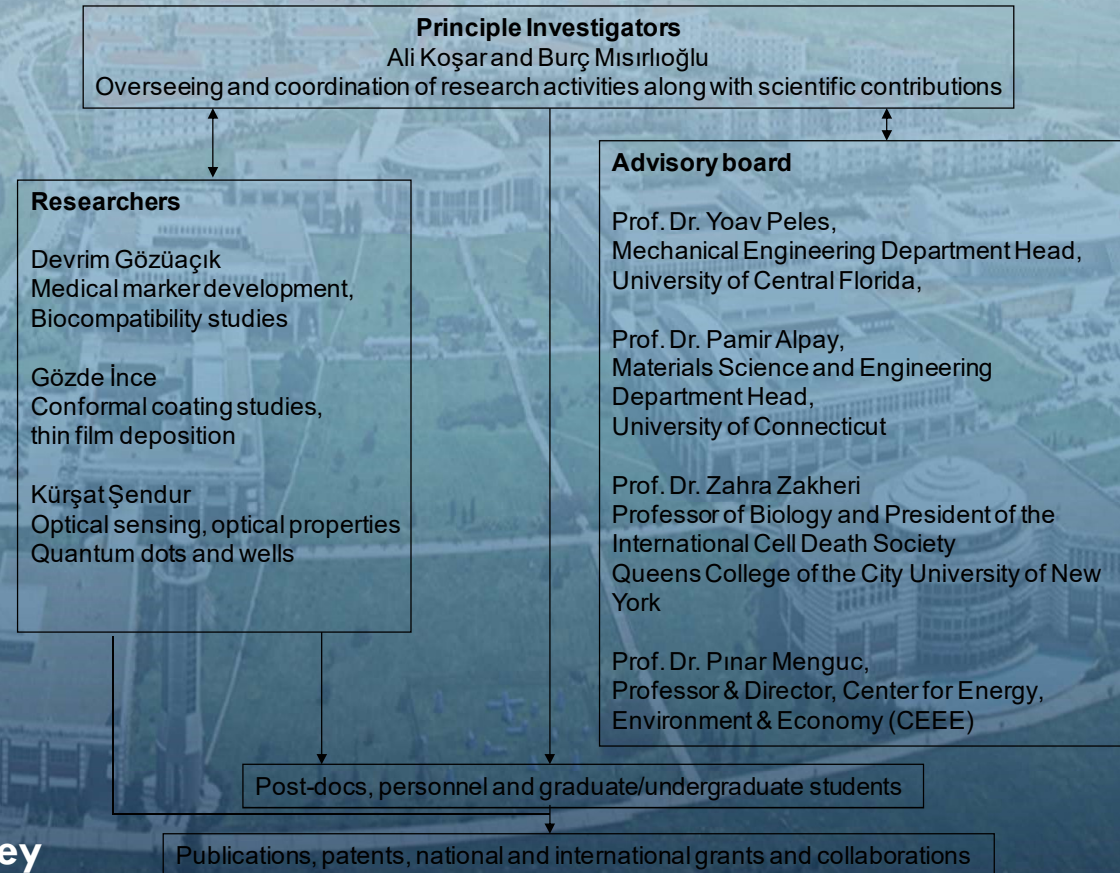 Principle Investigators
Ali Koşar and Burç Mısırlıoğlu
Overseeing and coordination of research activities along with scientific contributions
Researchers
Devrim Gözüaçık
Medical marker development,
Biocompatibility studies
Gözde İnce
Conformal coating studies,
thin film deposition
Kürşat Şendur
Optical sensing, optical properties
Quantum dots and wells
Advisory board
Prof. Dr. Yoav Peles,
Mechanical Engineering Department Head,
University of Central Florida,
Prof. Dr. Pamir Alpay,
Materials Science and Engineering
Department Head,
University of Connecticut
Prof. Dr. Zahra Zakheri
Professor of Biology and President of the
International Cell Death Society
Queens College of the City University of New
York
Prof. Dr. Pınar Menguc,
Professor & Director, Center for Energy,
Environment & Economy (CEEE)
Post-docs, personnel and graduate/undergraduate students
Publications, patents, national and international grants and collaborations
ey